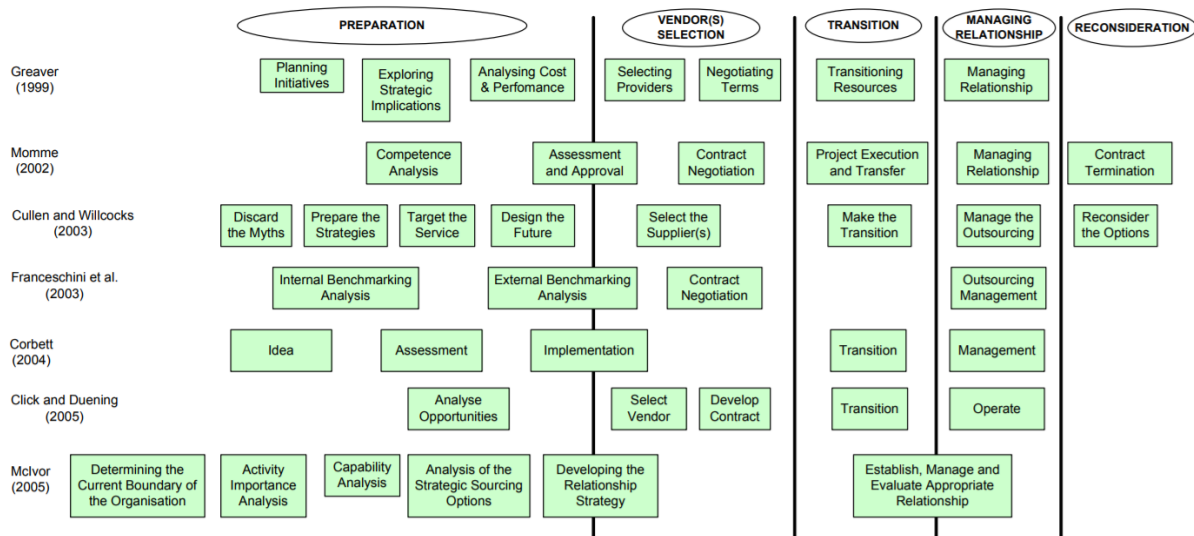 PREPARATION
VENDOR(S)
SELECTION
TRANSITION
MANAGING
RELATIONSHIP
RECONSIDERATION
Greaver
(1999)
Planning
Initiatives
Exploring
Strategic
Implications
Analysing Cost
& Perfomance
Selecting
Providers
Negotiating
Terms
Transitioning
Resources
Managing
Relationship
Momme
(2002)
Competence
Analysis
Assessment
and Approval
Contract
Negotiation
Project Execution
and Transfer
Managing
Relationship
Contract
Termination
Cullen and Willcocks
(2003)
Discard
the Myths
Prepare the
Strategies
Target the
Service
Design the
Future
Select the
Supplier(s)
Make the
Transition
Manage the
Outsourcing
Reconsider
the Options
Franceschini et al.
(2003)
Internal Benchmarking
Analysis
External Benchmarking
Analysis
Contract
Negotiation
Outsourcing
Management
Corbett
(2004)
Idea
Assessment
Implementation
Transition
Management
Click and Duening
(2005)
Analyse
Opportunities
Select
Vendor
Develop
Contract
Transition
Operate
McIvor
(2005)
Determining the
Current Boundary of
the Organisation
Activity
Importance
Analysis
Capability
Analysis
Analysis of the
Strategic Sourcing
Options
Developing the
Relationship
Strategy
Establish, Manage and
Evaluate Appropriate
Relationship